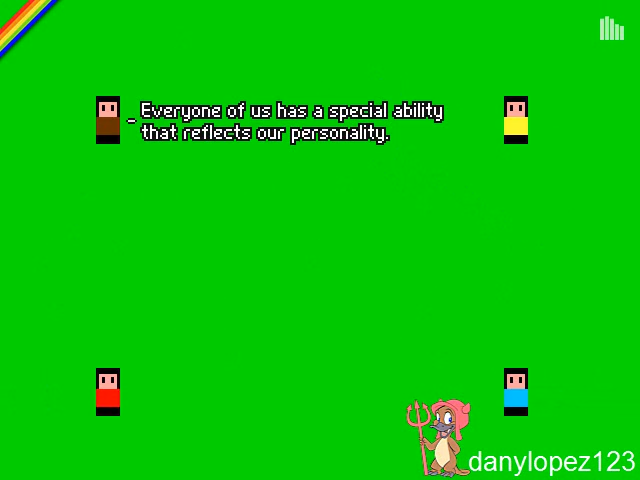 _ Everyone of us has a special ability
that reflects our personality.
danylopez123